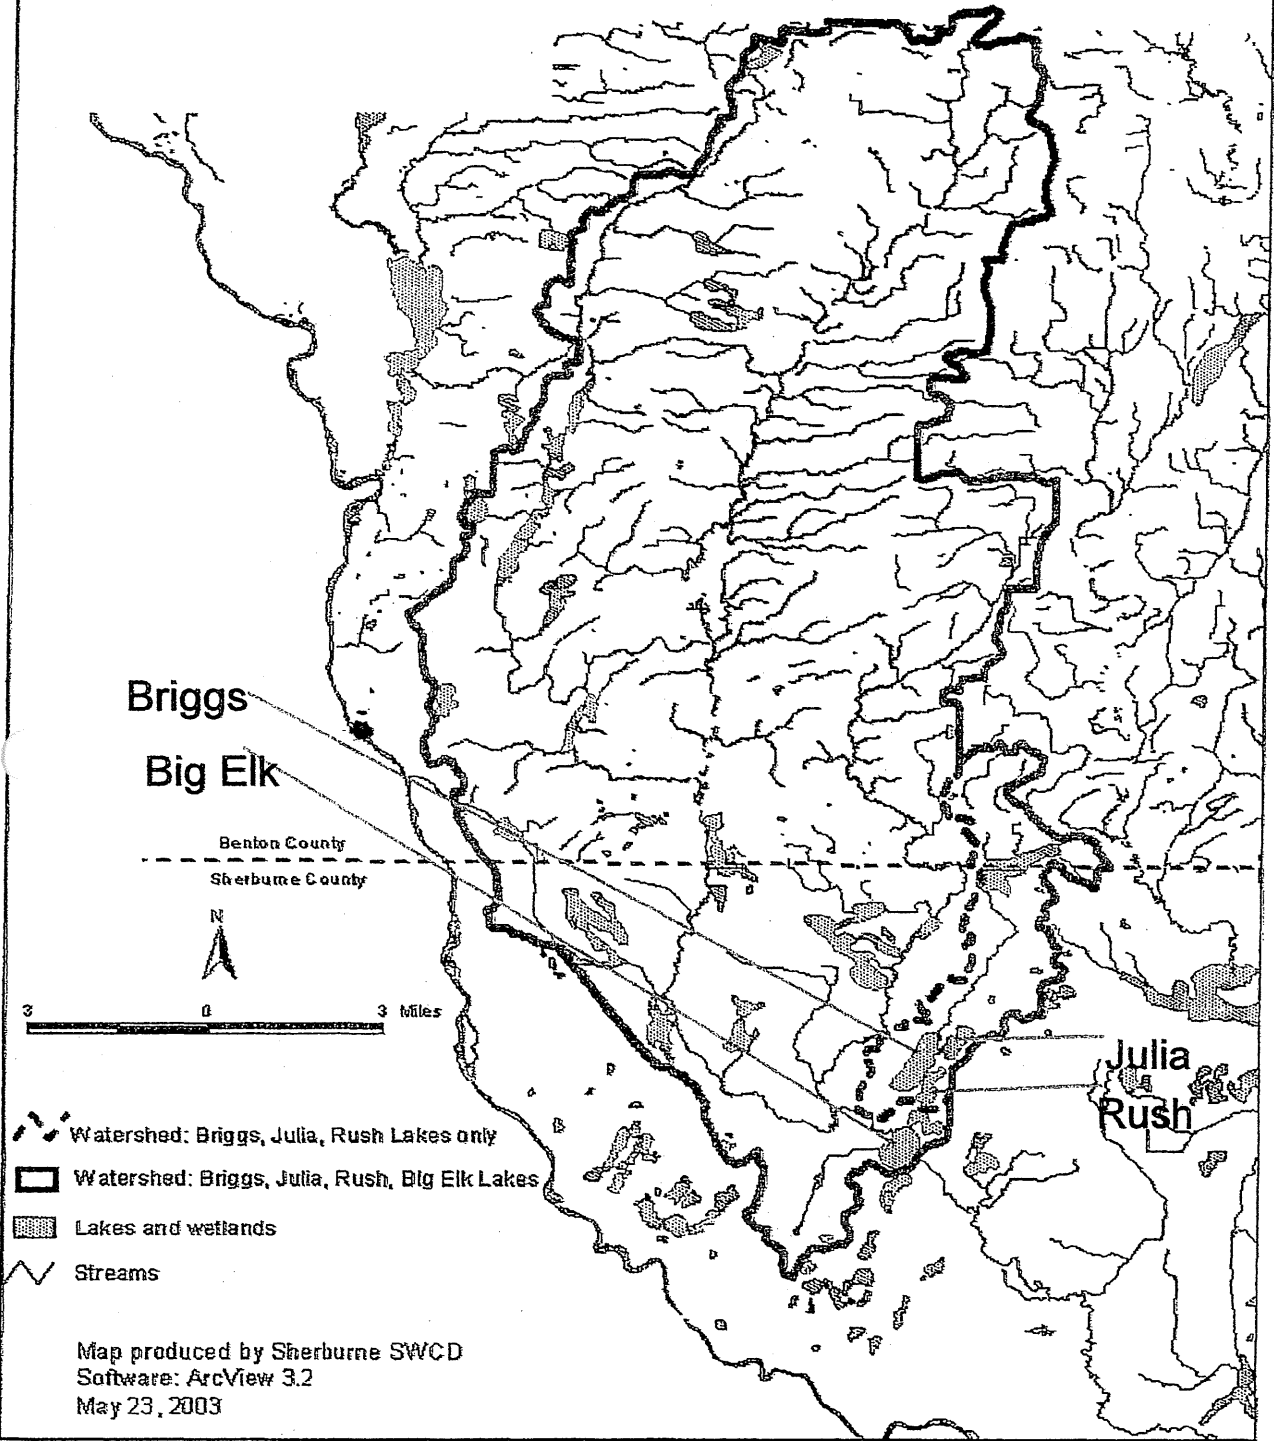 Briggs
Big Elk
Benton County
Sherburne County
N
3 0 3 Miles
Julia
Rush
Watershed: Briggs, Julia, Rush Lakes only
Watershed: Briggs, Julia, Rush, Big Elk Lakes
Lakes and wetlands
Streams
Map produced by Sherburne SWCD
Software: ArcView 3.2
May 23, 2003